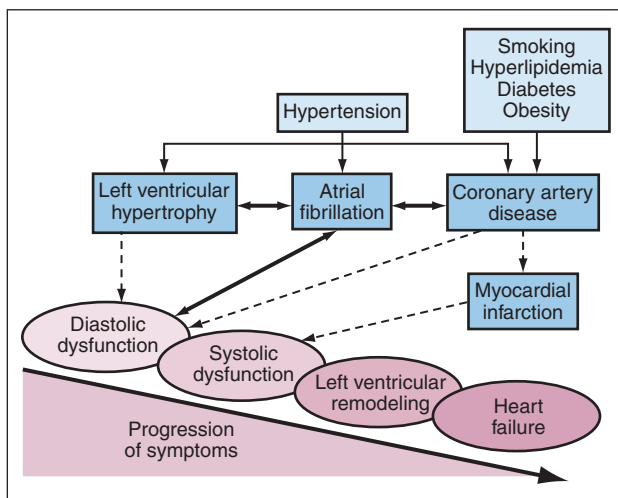 Smoking
Hyperlipidemia
Diabetes
Obesity
Hypertension
Left ventricular
hypertrophy
Atrial
fibrillation
Coronary artery
disease
Myocardial
infarction
Diastolic
dysfunction
Systolic
dysfunction
Left ventricular
remodeling
Heart
failure
Progression
of symptoms